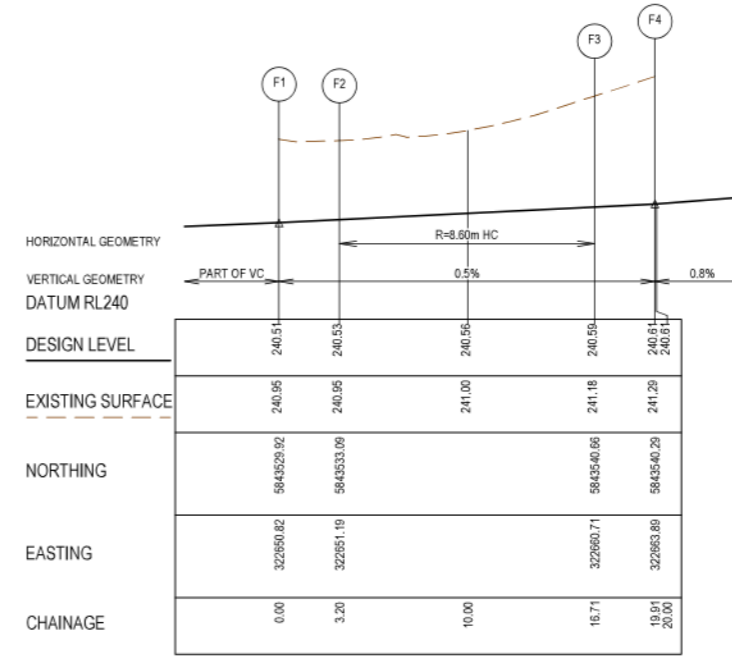 F1 F2 F3 F4
HORIZONTAL GEOMETRY R=8.60m HC
VERTICAL GEOMETRY PART OF VC 0.5% 0.8%
DATUM RL240
DESIGN LEVEL 240.51 240.53 240.56 240.59 240.61 240.61
EXISTING SURFACE 240.95 240.95 241.00 241.18 241.29
NORTHING 5843529.92 5843533.09 5843540.66 5843540.29
EASTING 322650.82 322651.19 322660.71 322663.89
CHAINAGE 0.00 3.20 10.00 16.71 19.91 20.00